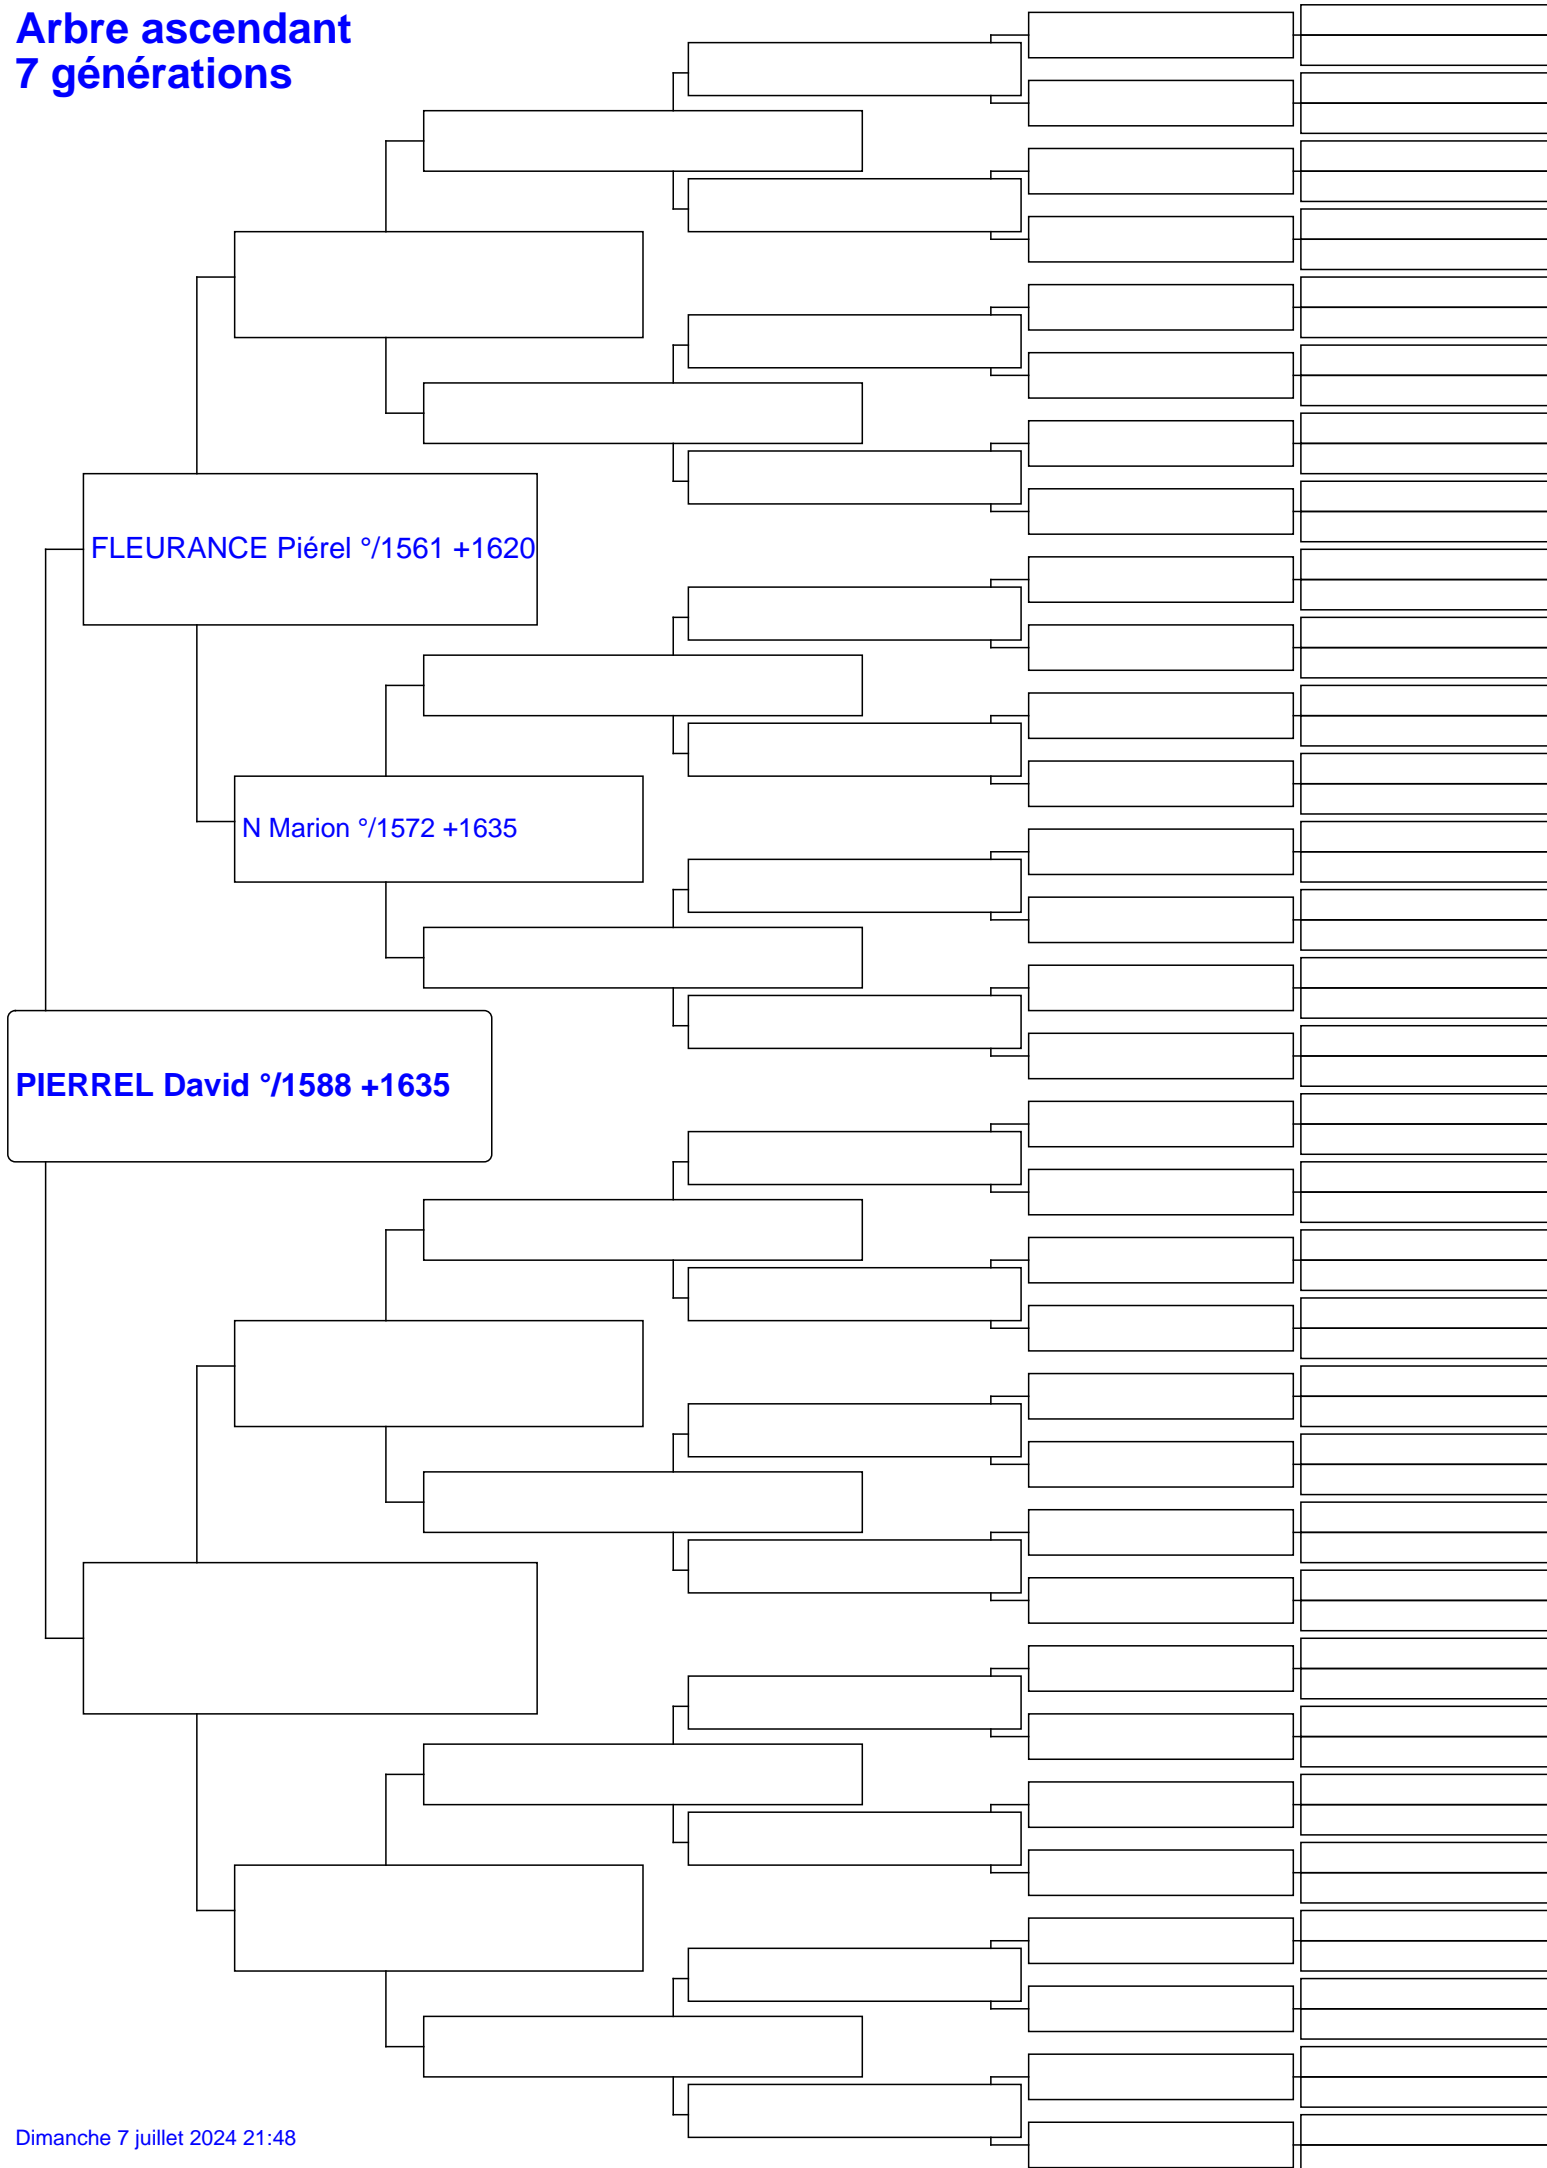 Arbre ascendant
7 générations
FLEURANCE Piérel °/1561 +1620
N Marion °/1572 +1635
PIERREL David °/1588 +1635
Dimanche 7 juillet 2024 21:48